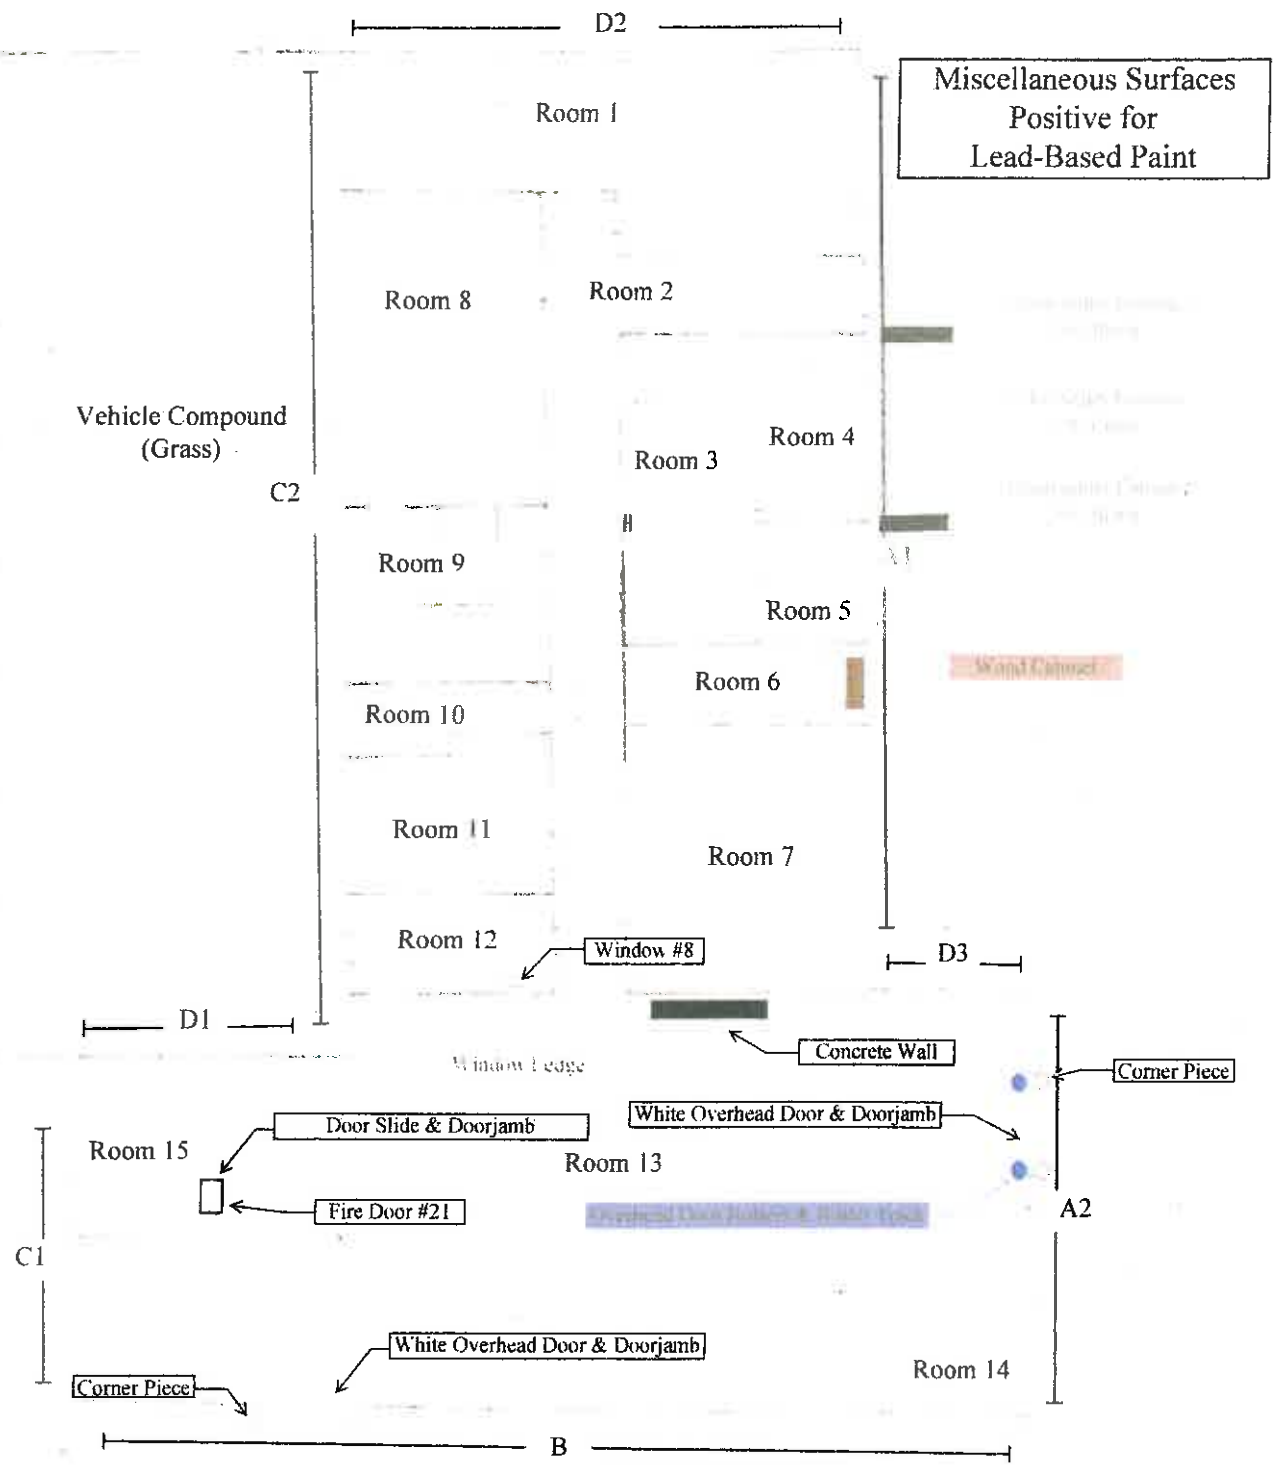 D2
Miscellaneous Surfaces
Positive for
Lead-Based Paint
Room 1
Room 8
Room 2
Vehicle Compound
(Grass)
Room 4
Room 3
C2
H
A1
Room 9
Room 5
Room 6
Wood Cabinet
Room 10
Room 11
Room 7
Room 12
Window #8
D3
D1
Concrete Wall
Window Ledge
Corner Piece
White Overhead Door & Doorjamb
Door Slide & Doorjamb
Room 15
Room 13
Fire Door #21
A2
C1
White Overhead Door & Doorjamb
Room 14
Corner Piece
B